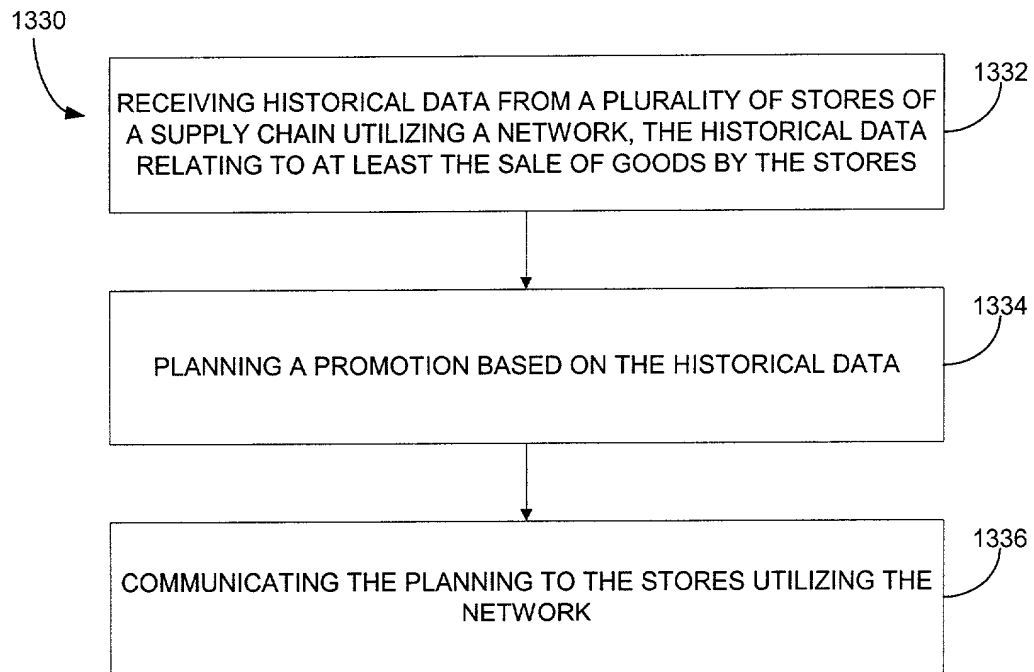 1330
1332
RECEIVING HISTORICAL DATA FROM A PLURALITY OF STORES OF
A SUPPLY CHAIN UTILIZING A NETWORK, THE HISTORICAL DATA
RELATING TO AT LEAST THE SALE OF GOODS BY THE STORES
1334
PLANNING A PROMOTION BASED ON THE HISTORICAL DATA
1336
COMMUNICATING THE PLANNING TO THE STORES UTILIZING THE
NETWORK